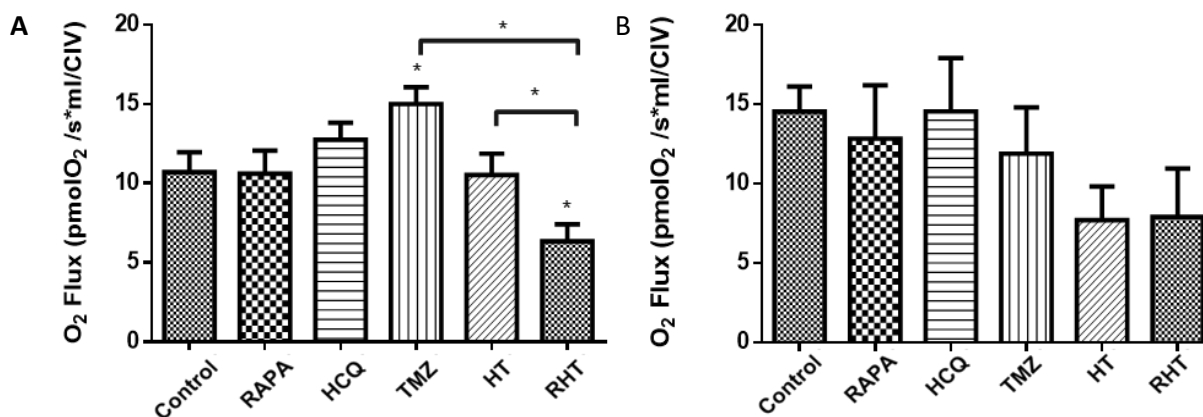 A
O₂ Flux (pmolO₂ /s*ml/CIV)
20
15
10
5
0
*
*
*
*
Control
RAPA
HCQ
TMZ
HT
RHT
B
O₂ Flux (pmolO₂ /s*ml/CIV)
20
15
10
5
0
Control
RAPA
HCQ
TMZ
HT
RHT